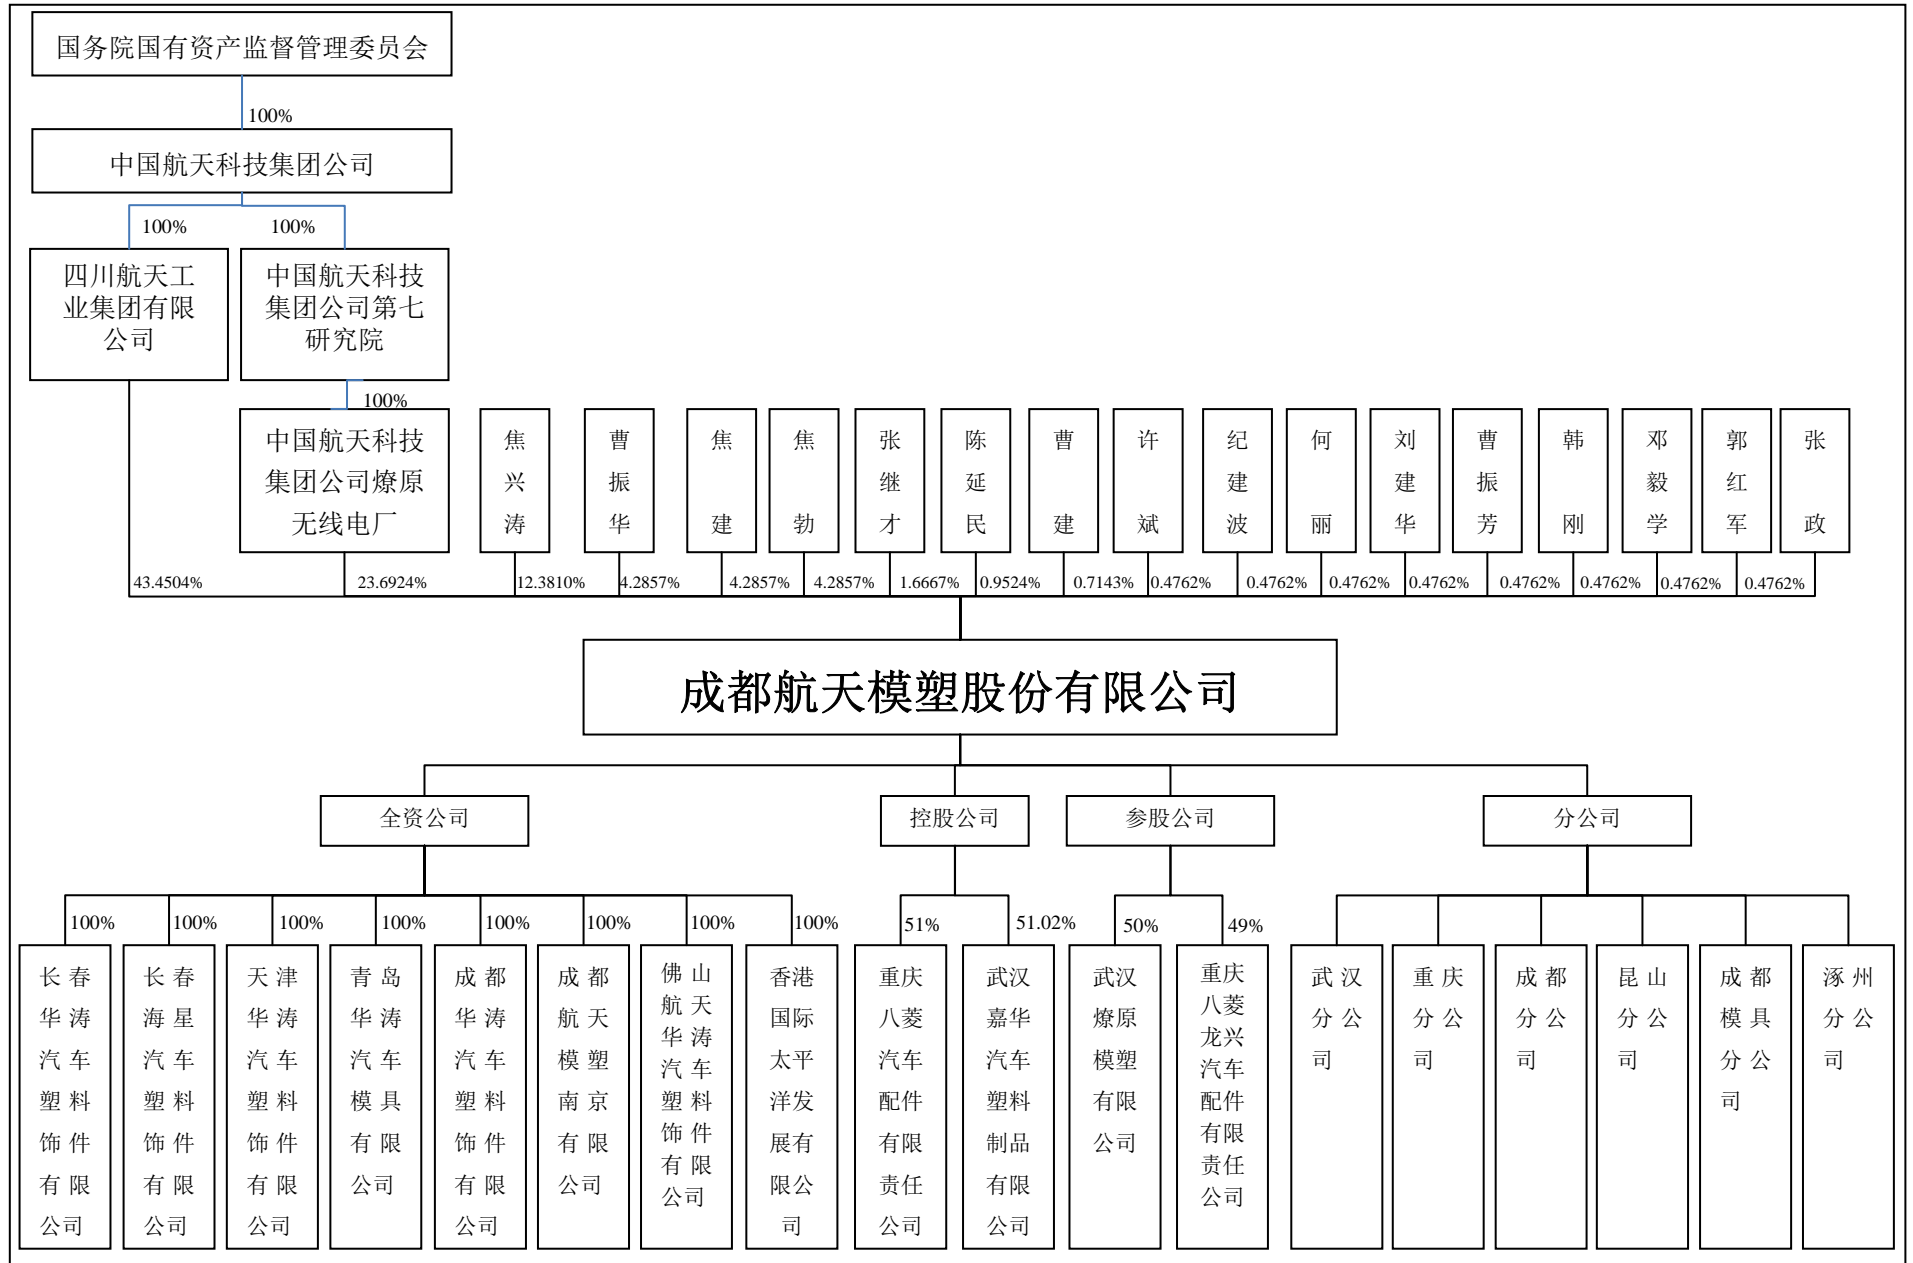 国务院国有资产监督管理委员会
100%
中国航天科技集团公司
100%
100%
四川航天工
业集团有限
公司
中国航天科技
集团公司第七
研究院
100%
中国航天科技
集团公司燎原
无线电厂
焦兴涛
曹振华
焦建
焦勃
张继才
陈延民
曹建
许斌
纪建波
何丽
刘建华
曹振芳
韩刚
邓毅学
郭红军
张政
43.4504%
23.6924%
12.3810%
4.2857%
4.2857%
4.2857%
1.6667%
0.9524%
0.7143%
0.4762%
0.4762%
0.4762%
0.4762%
0.4762%
0.4762%
0.4762%
0.4762%
成都航天模塑股份有限公司
全资公司
控股公司
参股公司
分公司
100%
100%
100%
100%
100%
100%
100%
100%
51%
51.02%
50%
49%
长春
华涛
汽车
塑料
饰件
有限
公司
长春
海星
汽车
塑料
饰件
有限
公司
天津
华涛
汽车
塑料
饰件
有限
公司
青岛
华涛
汽车
模具
有限
公司
成都
华涛
汽车
塑料
饰件
有限
公司
成都
航天
模塑
南京
有限
公司
佛山
航天
华涛
汽车
塑料
饰件
有限
公司
香港
国际
太平
洋发
展有
限公
司
重庆
八菱
汽车
配件
有限
责任
公司
武汉
嘉华
汽车
塑料
制品
有限
公司
武汉
燎原
模塑
有限
公司
重庆
八菱
龙兴
汽车
配件
有限
责任
公司
武汉
分公
司
重庆
分公
司
成都
分公
司
昆山
分公
司
成都
模具
分公
司
涿州
分公
司